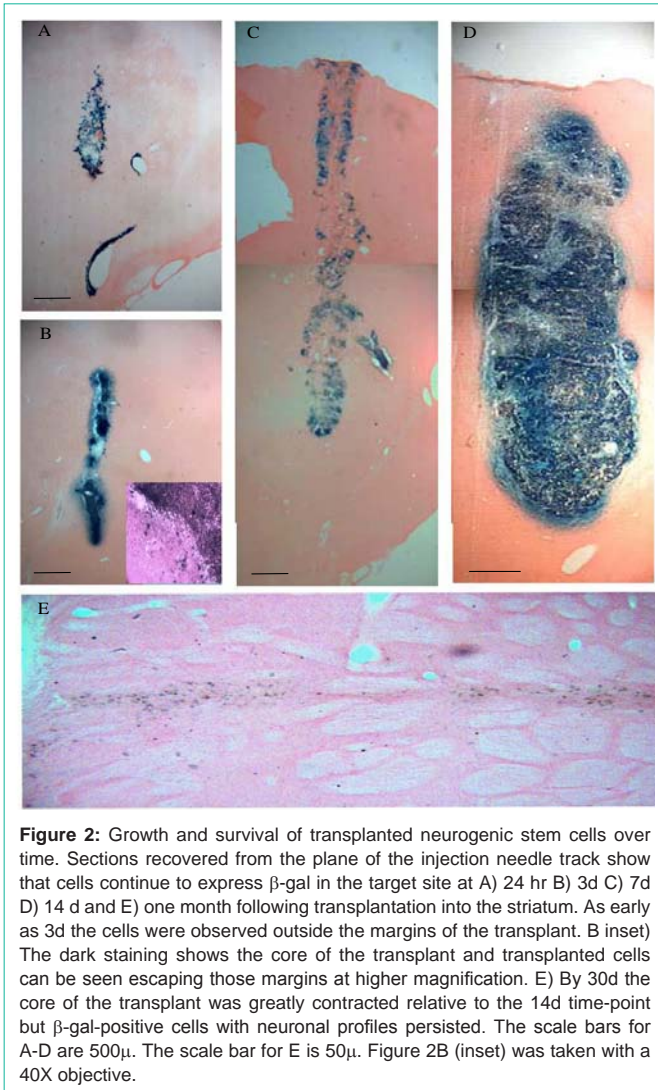 A
C
D
B
E
Figure 2: Growth and survival of transplanted neurogenic stem cells over
time. Sections recovered from the plane of the injection needle track show
that cells continue to express β-gal in the target site at A) 24 hr B) 3d C) 7d
D) 14 d and E) one month following transplantation into the striatum. As early
as 3d the cells were observed outside the margins of the transplant. B inset)
The dark staining shows the core of the transplant and transplanted cells
can be seen escaping those margins at higher magnification. E) By 30d the
core of the transplant was greatly contracted relative to the 14d time-point
but β-gal-positive cells with neuronal profiles persisted. The scale bars for
A-D are 500μ. The scale bar for E is 50μ. Figure 2B (inset) was taken with a
40X objective.